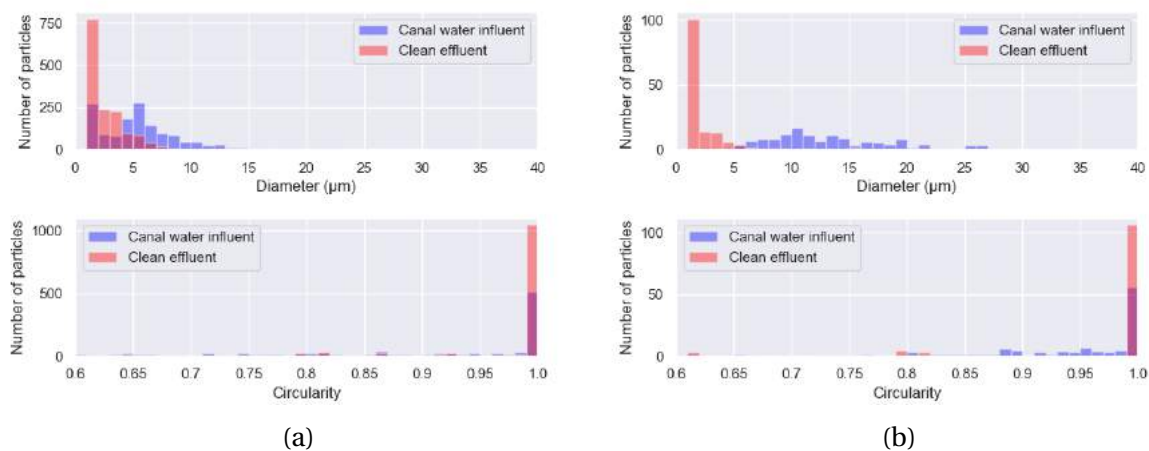 Number of particles
750
500
250
0
Canal water influent
Clean effluent
0 5 10 15 20 25 30 35 40
Diameter (µm)
Number of particles
1000
500
0
Canal water influent
Clean effluent
0.6 0.65 0.7 0.75 0.8 0.85 0.9 0.95 1.0
Circularity
(a)
Number of particles
100
50
0
Canal water influent
Clean effluent
0 5 10 15 20 25 30 35 40
Diameter (µm)
Number of particles
100
50
0
Canal water influent
Clean effluent
0.6 0.65 0.7 0.75 0.8 0.85 0.9 0.95 1.0
Circularity
(b)